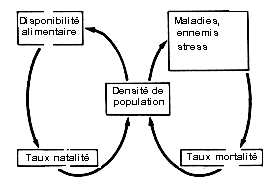 Disponibilité
alimentaire
Maladies,
ennemis
stress
Densité de
population
Taux natalité
Taux mortalité